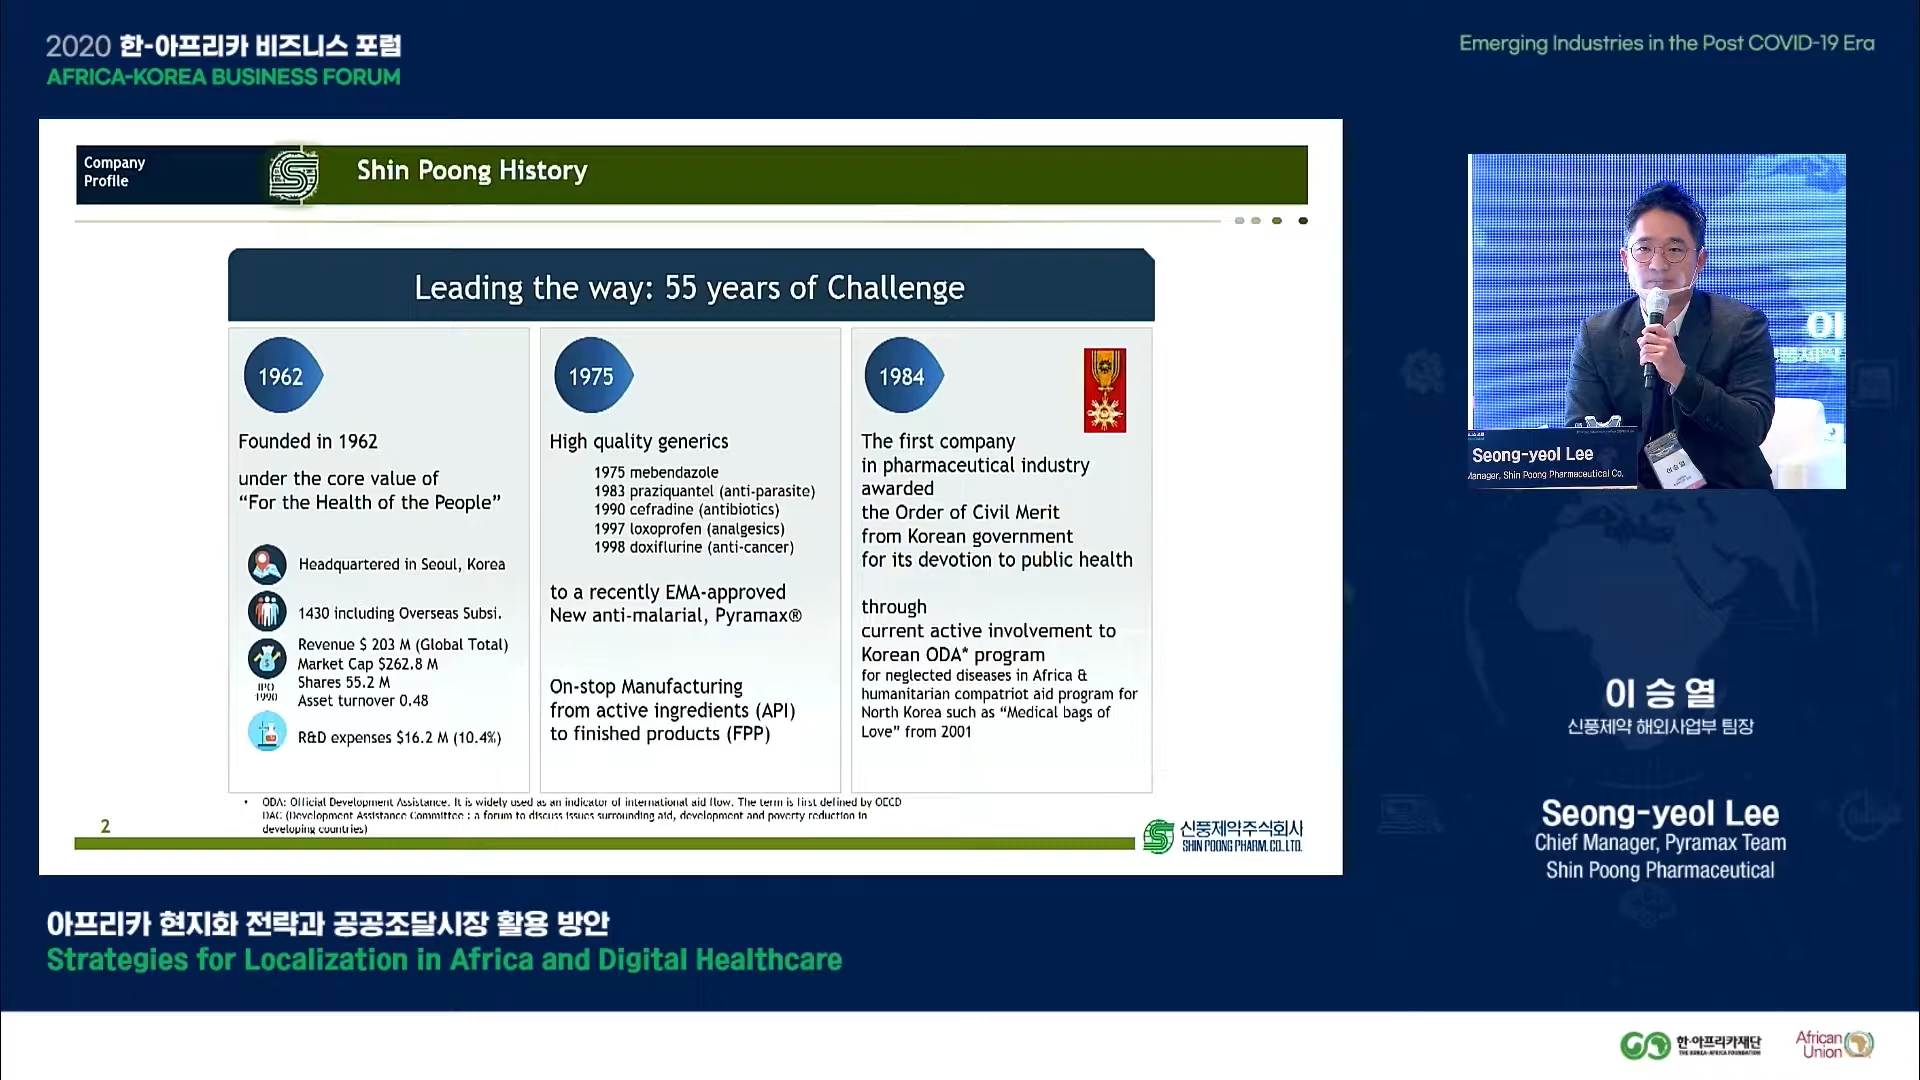 2020 한-아프리카 비즈니스 포럼
AFRICA-KOREA BUSINESS FORUM
Emerging Industries in the Post COVID-19 Era
Company
Profile
Shin Poong History
Leading the way: 55 years of Challenge
1962
Founded in 1962
under the core value of
“For the Health of the People”
Headquartered in Seoul, Korea
1430 including Overseas Subsi.
Revenue $ 203 M (Global Total)
Market Cap $262.8 M
Shares 55.2 M
Asset turnover 0.48
IPO
1990
R&D expenses $16.2 M (10.4%)
1975
High quality generics
1975 mebendazole
1983 praziquantel (anti-parasite)
1990 cefradine (antibiotics)
1997 loxoprofen (analgesics)
1998 doxiflurine (anti-cancer)
to a recently EMA-approved
New anti-malarial, Pyramax®
On-stop Manufacturing
from active ingredients (API)
to finished products (FPP)
1984
The first company
in pharmaceutical industry
awarded
the Order of Civil Merit
from Korean government
for its devotion to public health
through
current active involvement to
Korean ODA* program
for neglected diseases in Africa &
humanitarian compatriot aid program for
North Korea such as “Medical bags of
Love” from 2001
• ODA: Official Development Assistance. It is widely used as an indicator of international aid flow. The term is first defined by OECD
DAC (Development Assistance Committee : a forum to discuss issues surrounding aid, development and poverty reduction in
developing countries)
2
신풍제약주식회사
SHIN POONG PHARM. CO. LTD.
Seong-yeol Lee
Manager, Shin Poong Pharmaceutical Co.
이승열
이
이 승 열
신풍제약 해외사업부 팀장
Seong-yeol Lee
Chief Manager, Pyramax Team
Shin Poong Pharmaceutical
아프리카 현지화 전략과 공공조달시장 활용 방안
Strategies for Localization in Africa and Digital Healthcare
한·아프리카재단
THE KOREA-AFRICA FOUNDATION
African
Union